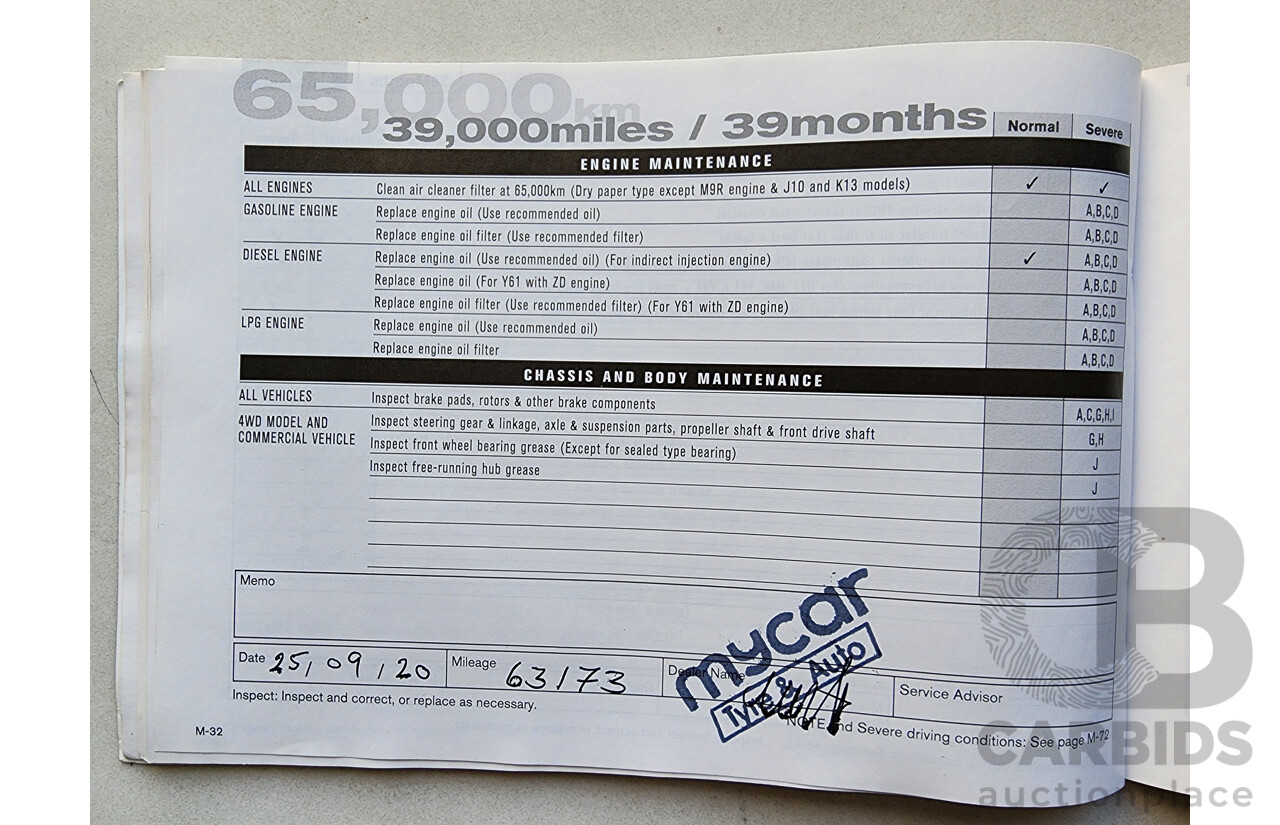 65,000km
39,000miles / 39months Normal Severe
ENGINE MAINTENANCE
ALL ENGINES Clean air cleaner filter at 65,000km (Dry paper type except M9R engine & J10 and K13 models) ✓ ✓
GASOLINE ENGINE Replace engine oil (Use recommended oil) A,B,C,D
Replace engine oil filter (Use recommended filter) A,B,C,D
DIESEL ENGINE Replace engine oil (Use recommended oil) (For indirect injection engine) ✓ A,B,C,D
Replace engine oil (For Y61 with ZD engine) A,B,C,D
Replace engine oil filter (Use recommended filter) (For Y61 with ZD engine) A,B,C,D
LPG ENGINE Replace engine oil (Use recommended oil) A,B,C,D
Replace engine oil filter A,B,C,D
CHASSIS AND BODY MAINTENANCE
ALL VEHICLES Inspect brake pads, rotors & other brake components A,C,G,H,I
4WD MODEL AND Inspect steering gear & linkage, axle & suspension parts, propeller shaft & front drive shaft G,H
COMMERCIAL VEHICLE Inspect front wheel bearing grease (Except for sealed type bearing) J
Inspect free-running hub grease J
Memo
mycar
Tyre & Auto
Date 25/09/20 Mileage 63173 Dealer Name Service Advisor
Inspect: Inspect and correct, or replace as necessary.
NOTE: and Severe driving conditions: See page M-72
M-32
CB
CARBIDS
auctionplace